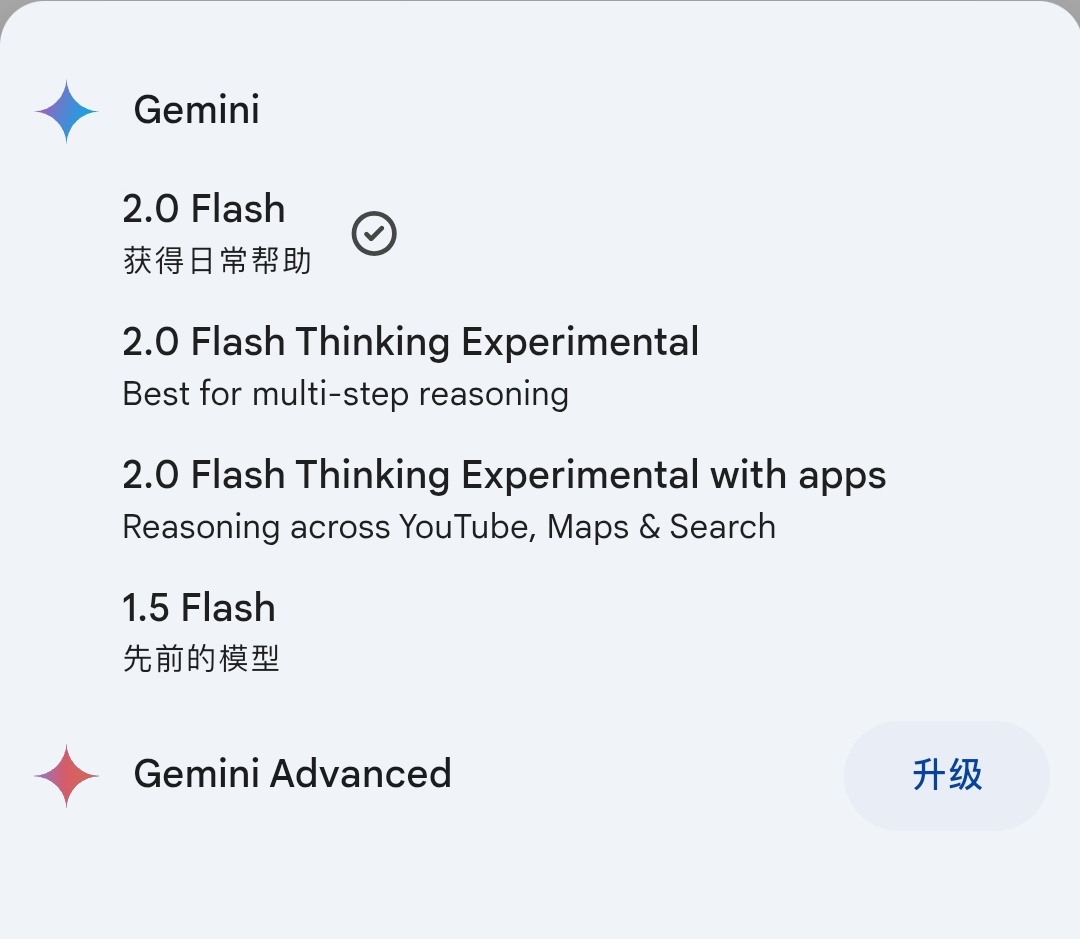 Gemini
2.0 Flash
获得日常帮助
2.0 Flash Thinking Experimental
Best for multi-step reasoning
2.0 Flash Thinking Experimental with apps
Reasoning across YouTube, Maps & Search
1.5 Flash
先前的模型
Gemini Advanced
升级